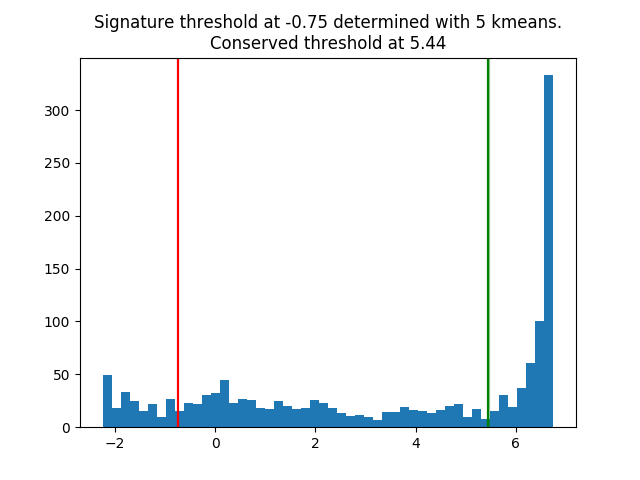 Signature threshold at -0.75 determined with 5 kmeans.
Conserved threshold at 5.44
300
250
200
150
100
50
0
−2 0 2 4 6